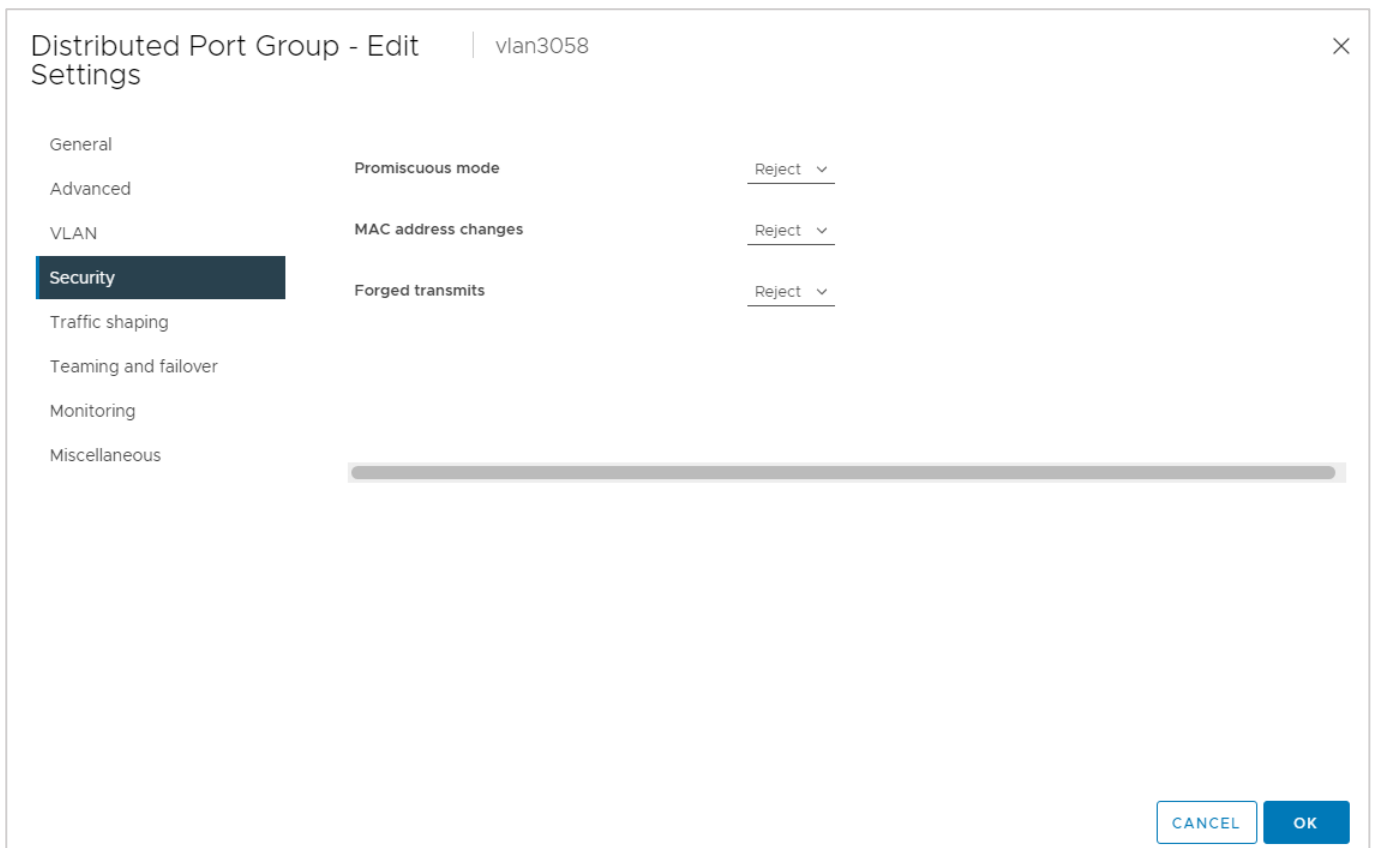 Distributed Port Group - Edit Settings
vlan3058
General
Advanced
VLAN
Security
Traffic shaping
Teaming and failover
Monitoring
Miscellaneous
Promiscuous mode Reject
MAC address changes Reject
Forged transmits Reject
CANCEL OK